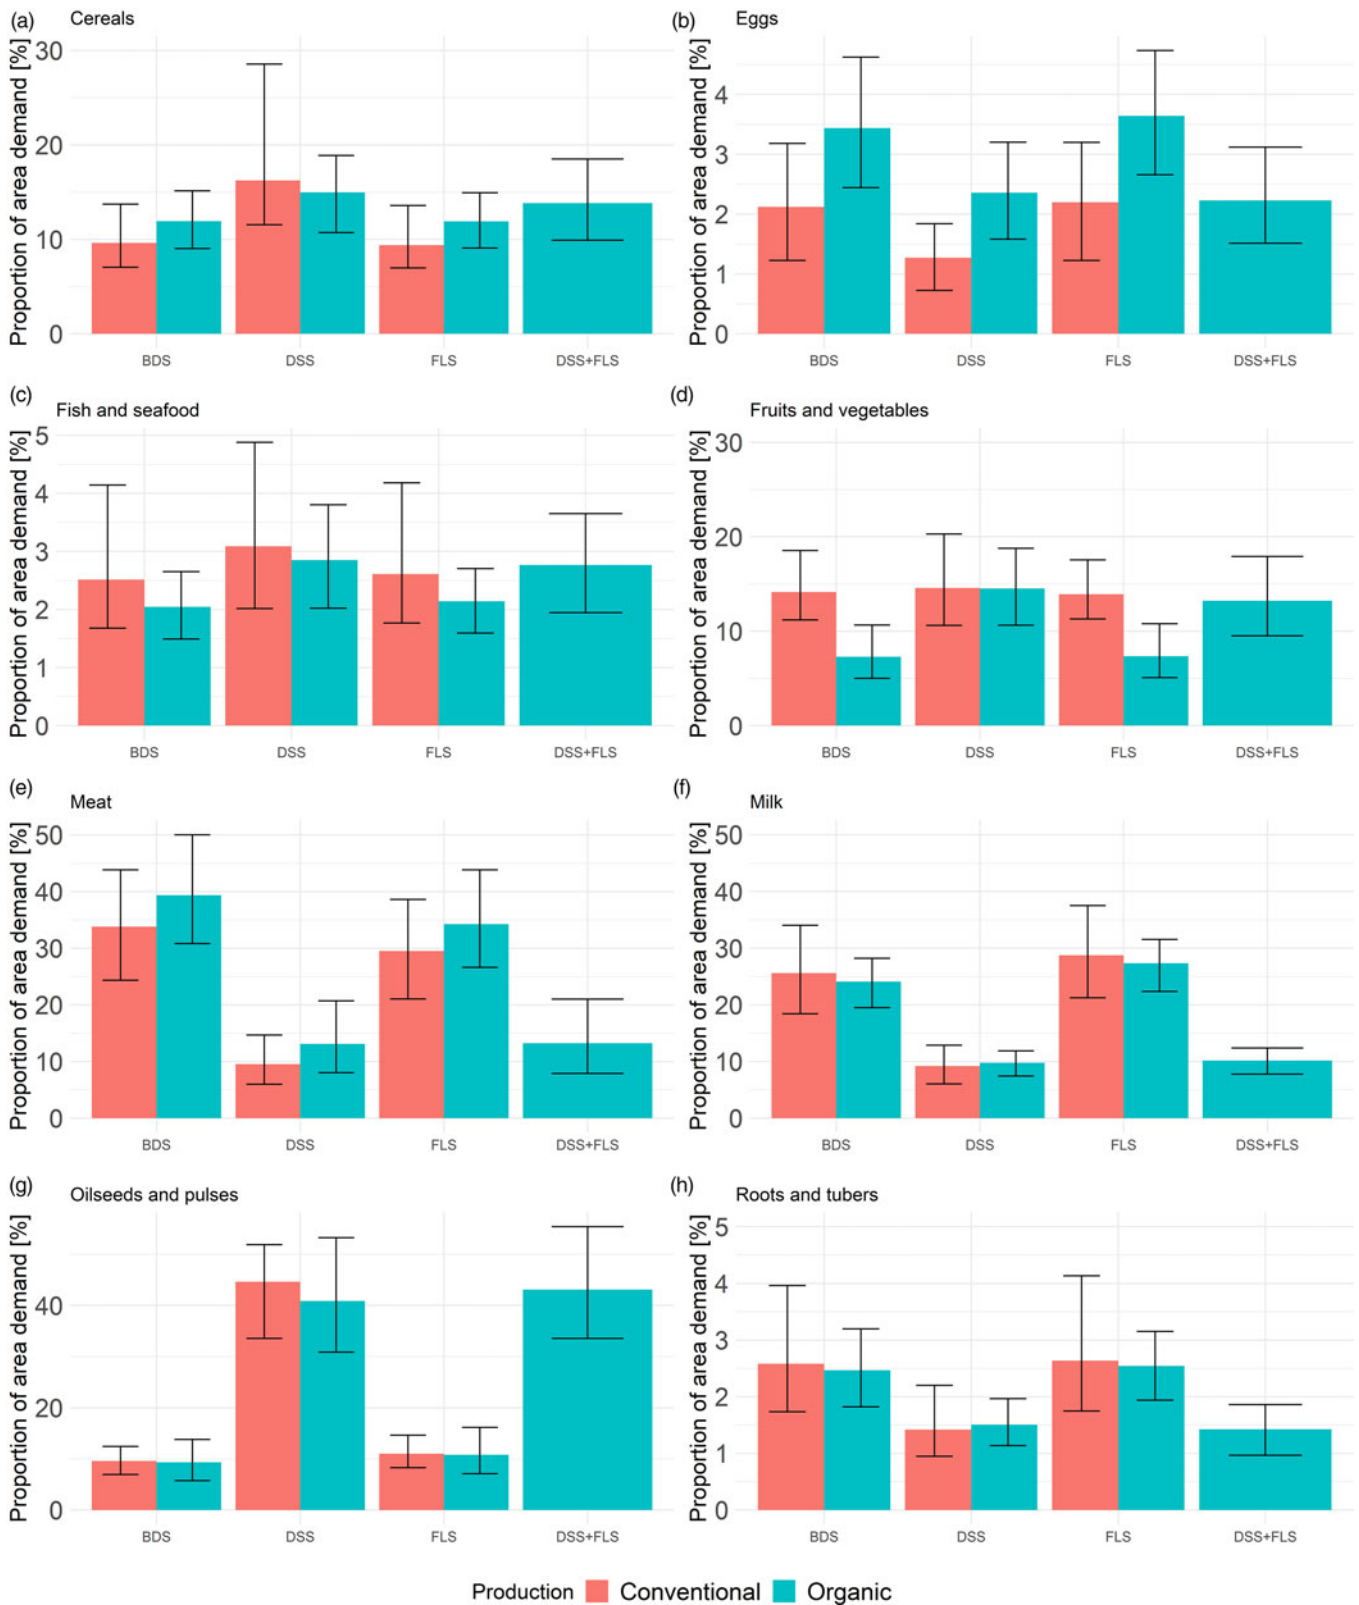 (a) Cereals
Proportion of area demand [%]
30
20
10
0
BDS DSS FLS DSS+FLS
(b) Eggs
Proportion of area demand [%]
4
3
2
1
0
BDS DSS FLS DSS+FLS
(c) Fish and seafood
Proportion of area demand [%]
5
4
3
2
1
0
BDS DSS FLS DSS+FLS
(d) Fruits and vegetables
Proportion of area demand [%]
30
20
10
0
BDS DSS FLS DSS+FLS
(e) Meat
Proportion of area demand [%]
50
40
30
20
10
0
BDS DSS FLS DSS+FLS
(f) Milk
Proportion of area demand [%]
50
40
30
20
10
0
BDS DSS FLS DSS+FLS
(g) Oilseeds and pulses
Proportion of area demand [%]
40
20
0
BDS DSS FLS DSS+FLS
(h) Roots and tubers
Proportion of area demand [%]
5
4
3
2
1
0
BDS DSS FLS DSS+FLS
Production Conventional Organic